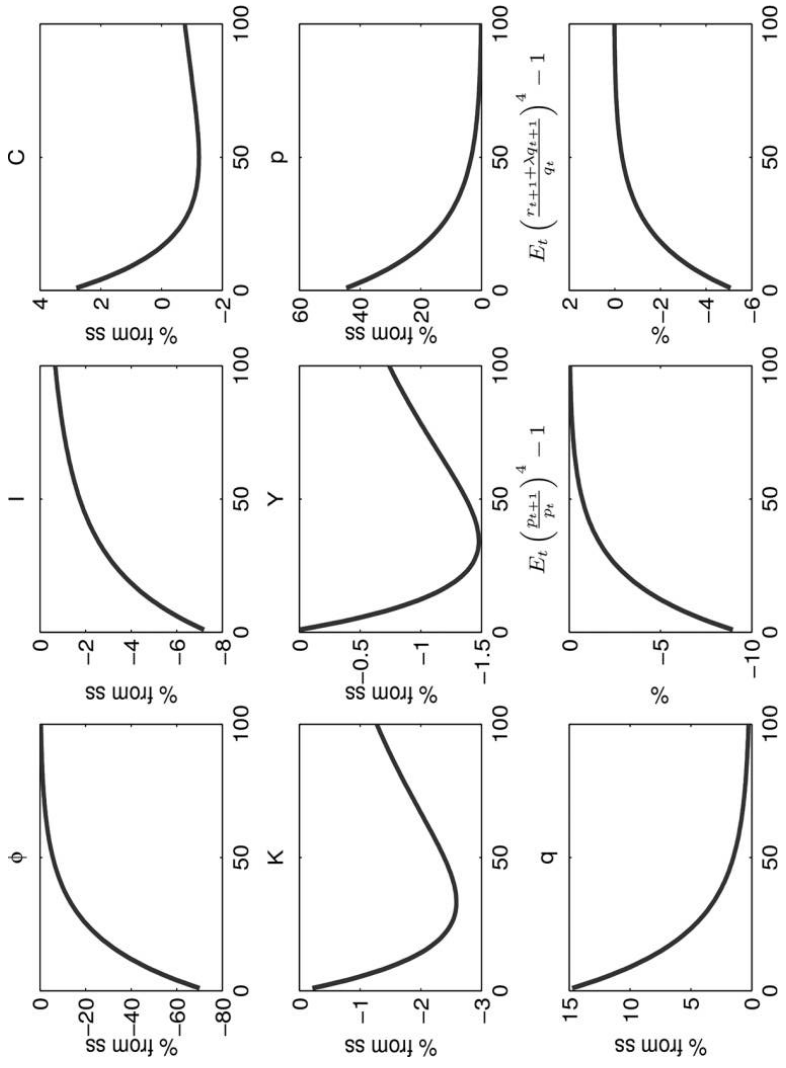 ϕ
I
C
% from ss
0
−20
−40
−60
−80
0 50 100
% from ss
0
−2
−4
−6
−8
0 50 100
% from ss
4
2
0
−2
0 50 100
K
Y
p
% from ss
0
−1
−2
−3
0 50 100
% from ss
0
−0.5
−1
−1.5
0 50 100
% from ss
60
40
20
0
0 50 100
q
E_t (p_{t+1}/p_t)^4 − 1
E_t ((r_{t+1}+λq_{t+1})/q_t)^4 − 1
% from ss
15
10
5
0
0 50 100
%
0
−5
−10
0 50 100
%
2
0
−2
−4
−6
0 50 100